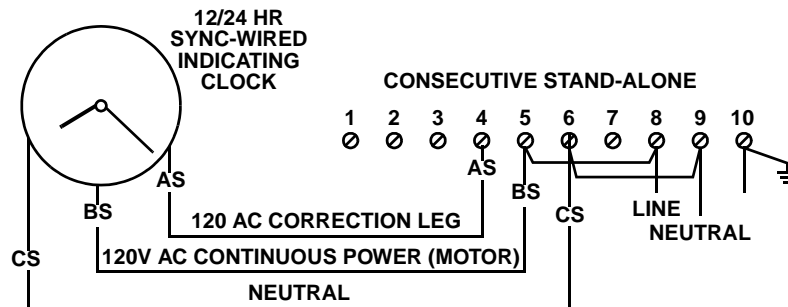 12/24 HR
SYNC-WIRED
INDICATING
CLOCK
CONSECUTIVE STAND-ALONE
1 2 3 4 5 6 7 8 9 10
AS
AS
BS
BS
CS
LINE
120 AC CORRECTION LEG
NEUTRAL
CS
120V AC CONTINUOUS POWER (MOTOR)
NEUTRAL